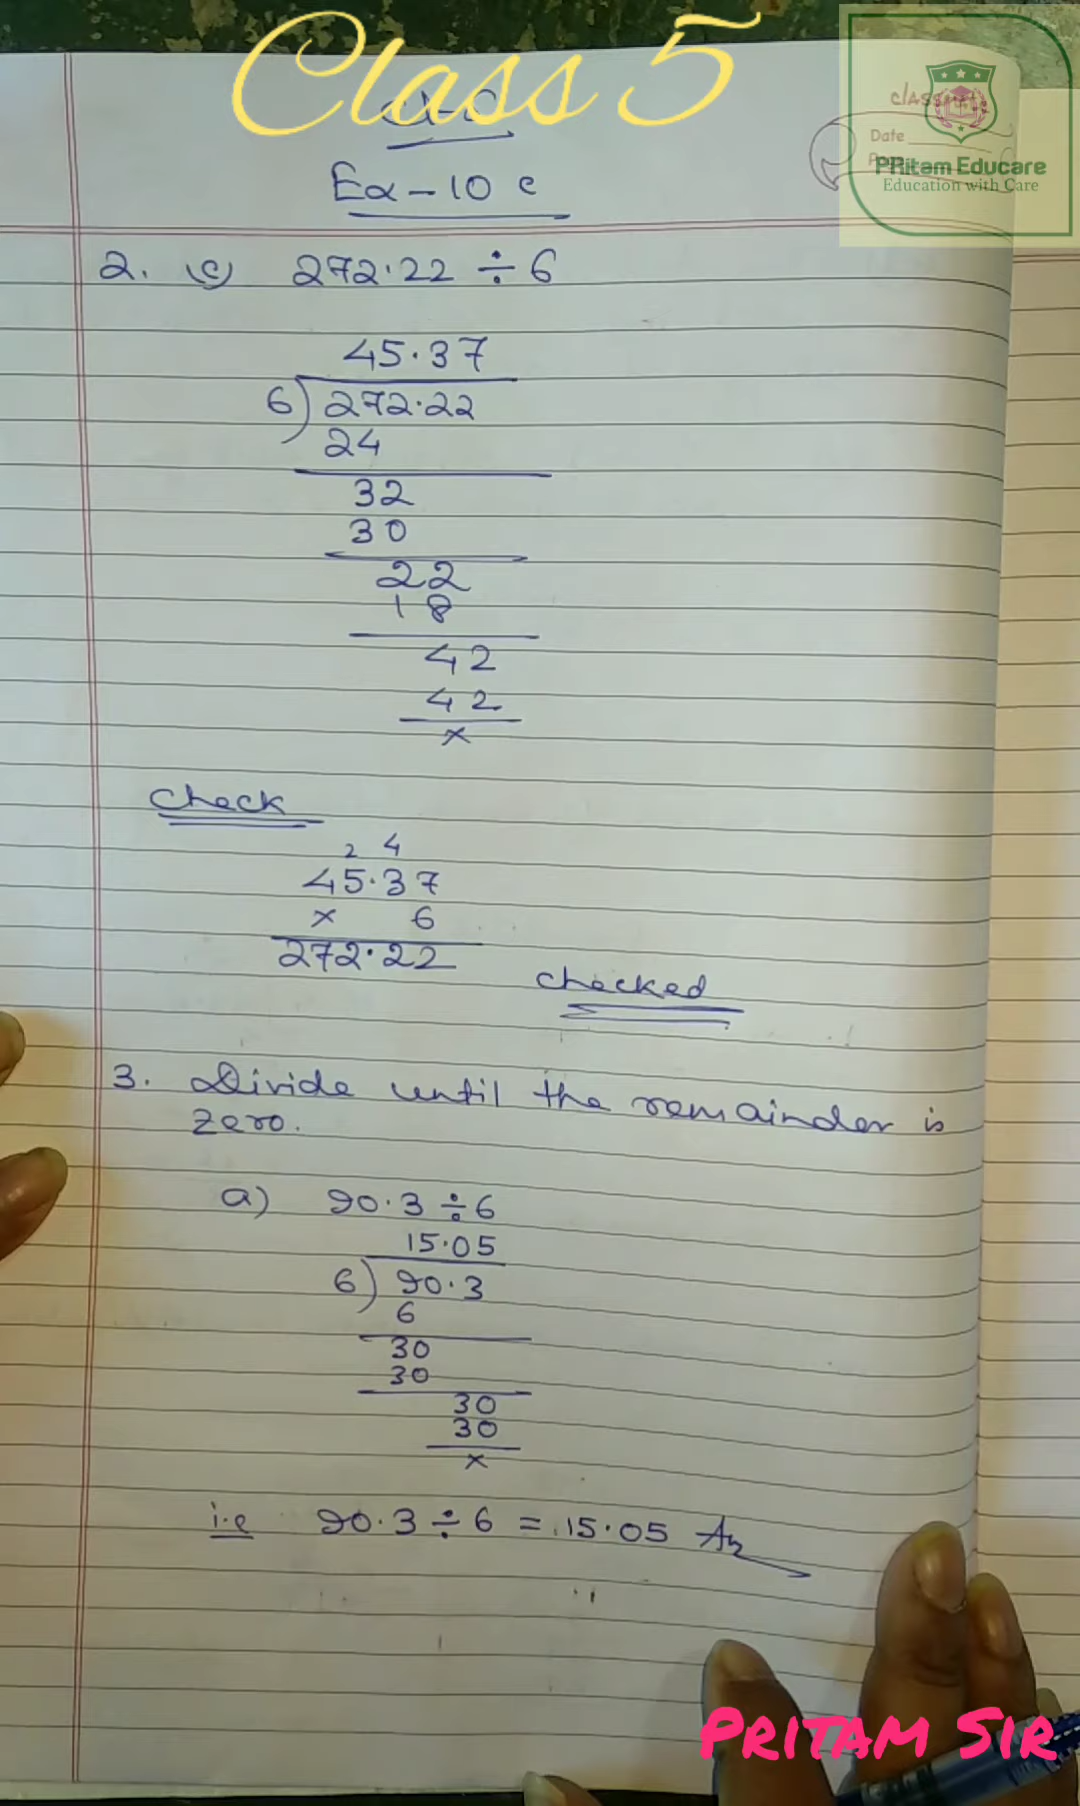 Class 5
classmate
Date
PRitam Educare
Education with Care
Ex - 10 c
2. (c) 272.22 ÷ 6
45.37
6) 272.22
24
32
30
22
18
42
42
x
Check
2 4
45.37
x 6
272.22
Checked
3. Divide until the remainder is
zero.
a) 90.3 ÷ 6
15.05
6) 90.3
6
30
30
30
30
x
i.e 90.3 ÷ 6 = 15.05 An
PRITAM SIR